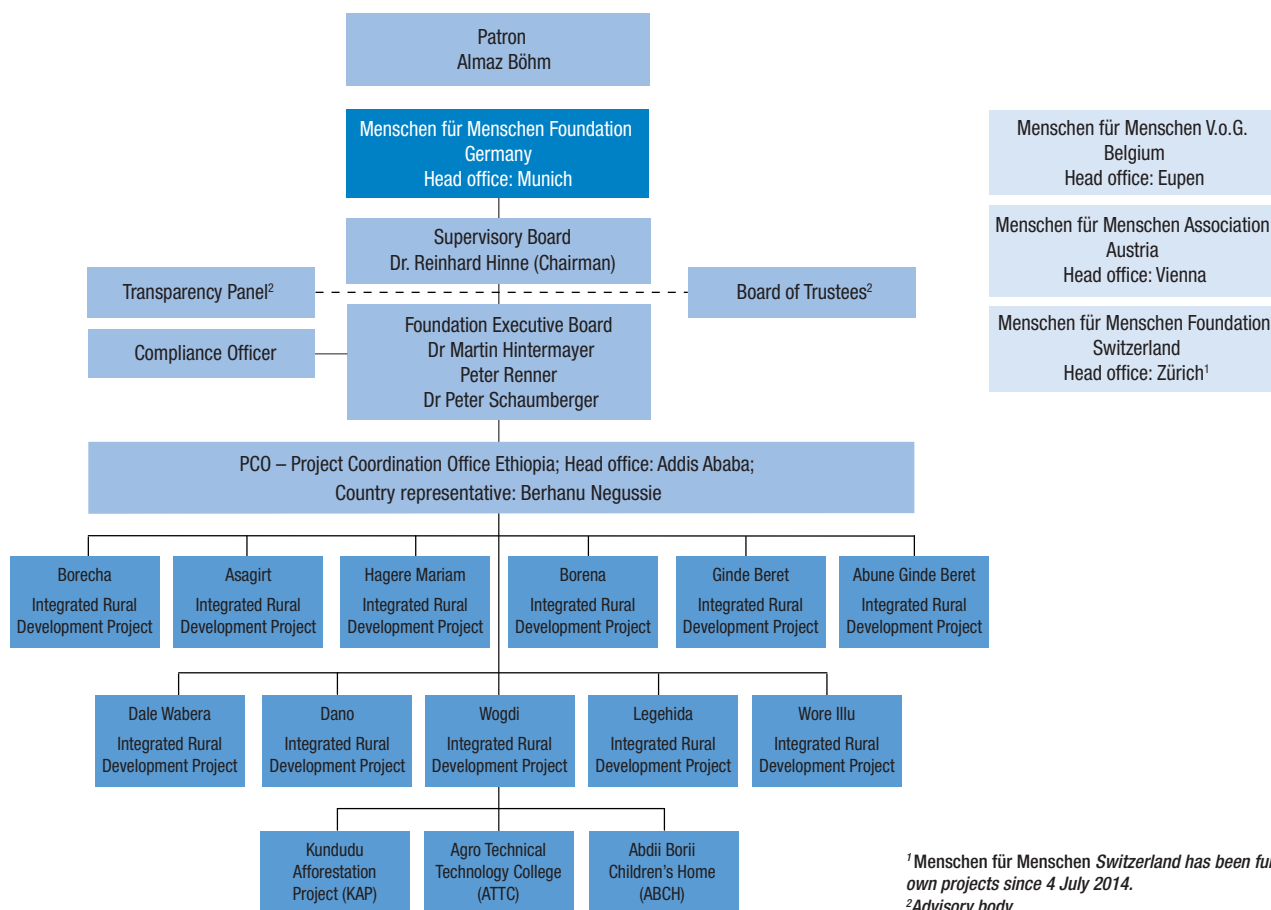 Patron
Almaz Böhm
Menschen für Menschen Foundation
Germany
Head office: Munich
Menschen für Menschen V.o.G.
Belgium
Head office: Eupen
Menschen für Menschen Association
Austria
Head office: Vienna
Menschen für Menschen Foundation
Switzerland
Head office: Zürich¹
Supervisory Board
Dr. Reinhard Hinne (Chairman)
Transparency Panel²
Board of Trustees²
Compliance Officer
Foundation Executive Board
Dr Martin Hintermayer
Peter Renner
Dr Peter Schaumberger
PCO – Project Coordination Office Ethiopia; Head office: Addis Ababa;
Country representative: Berhanu Negussie
Borecha
Integrated Rural
Development Project
Asagirt
Integrated Rural
Development Project
Hagere Mariam
Integrated Rural
Development Project
Borena
Integrated Rural
Development Project
Ginde Beret
Integrated Rural
Development Project
Abune Ginde Beret
Integrated Rural
Development Project
Dale Wabera
Integrated Rural
Development Project
Dano
Integrated Rural
Development Project
Wogdi
Integrated Rural
Development Project
Legehida
Integrated Rural
Development Project
Wore Illu
Integrated Rural
Development Project
Kundudu
Afforestation
Project (KAP)
Agro Technical
Technology College
(ATTC)
Abdii Borii
Children's Home
(ABCH)
¹ Menschen für Menschen Switzerland has been
own projects since 4 July 2014.
²Advisory body